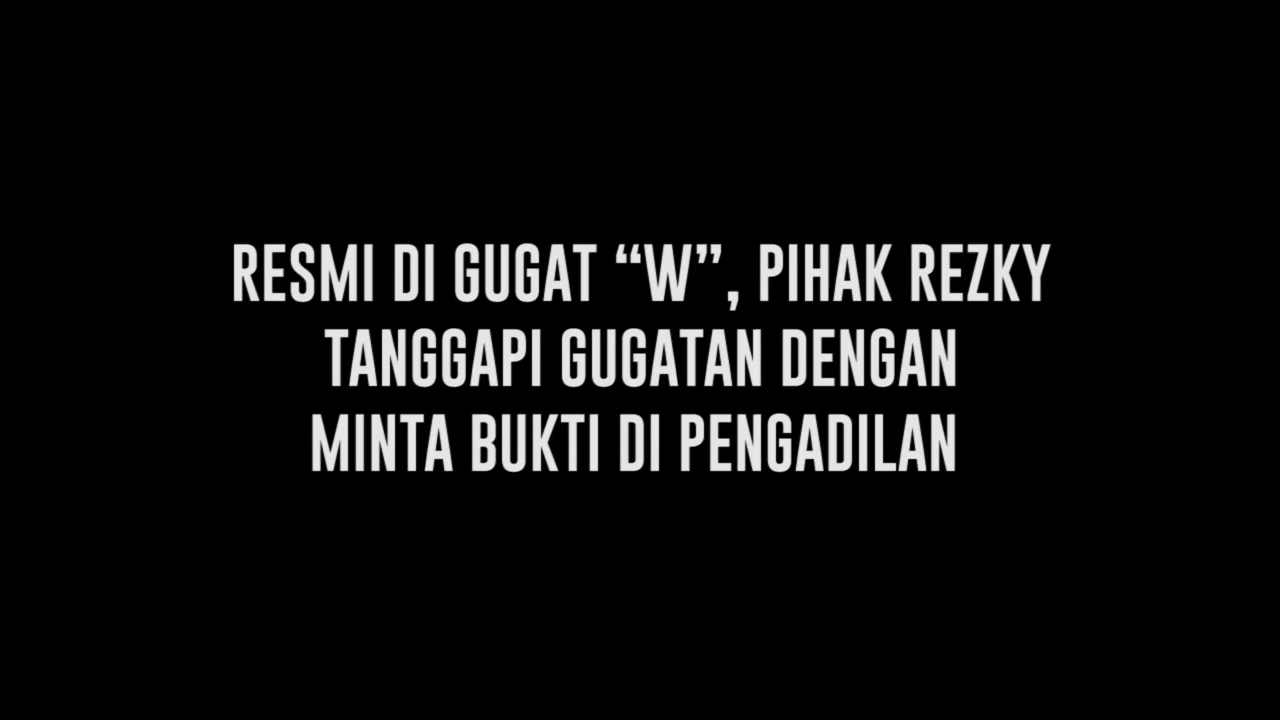 RESMI DI GUGAT “W”, PIHAK REZKY
TANGGAPI GUGATAN DENGAN
MINTA BUKTI DI PENGADILAN